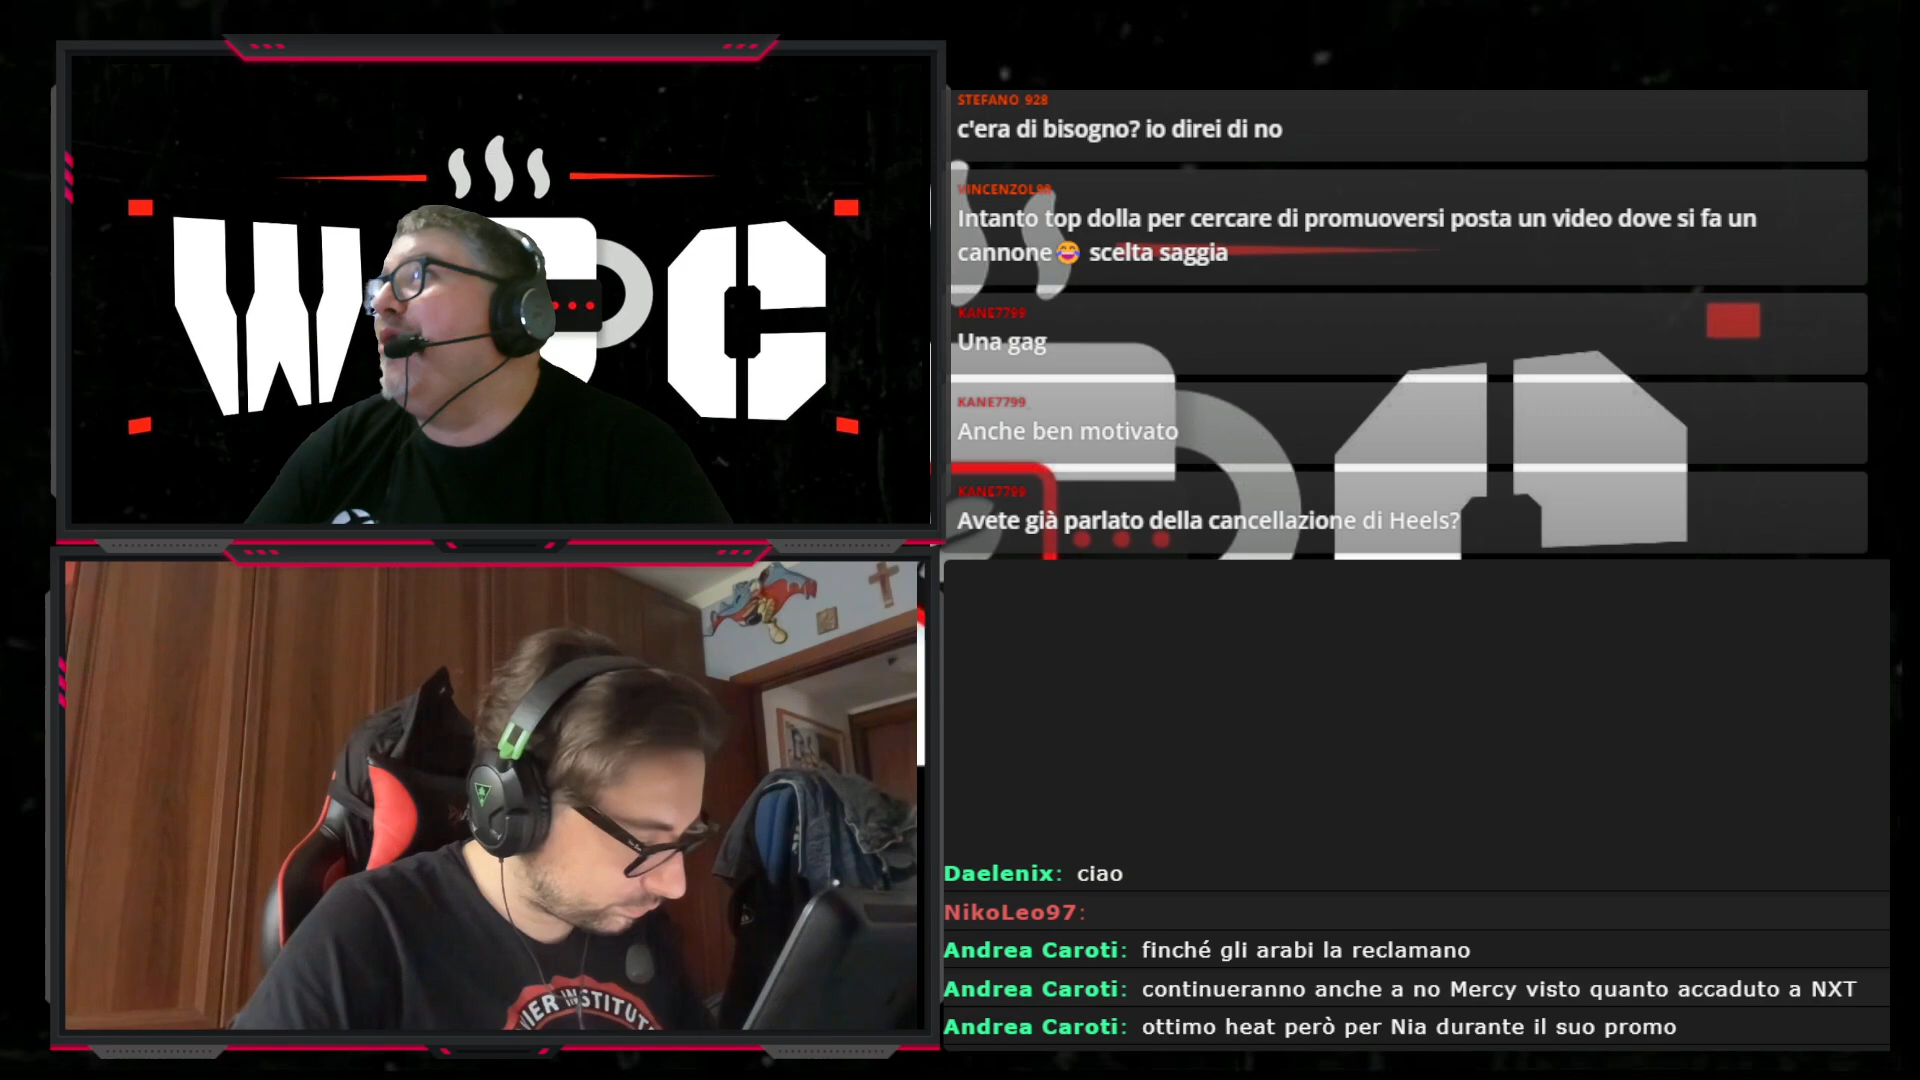 W C
STEFANO 928
c'era di bisogno? io direi di no
VINCENZOL98
Intanto top dolla per cercare di promuoversi posta un video dove si fa un
cannone😂 scelta saggia
KANE7799
Una gag
KANE7799
Anche ben motivato
KANE7799
Avete già parlato della cancellazione di Heels?
Daelenix: ciao
NikoLeo97:
Andrea Caroti: finché gli arabi la reclamano
Andrea Caroti: continueranno anche a no Mercy visto quanto accaduto a NXT
Andrea Caroti: ottimo heat però per Nia durante il suo promo
INSTITUT